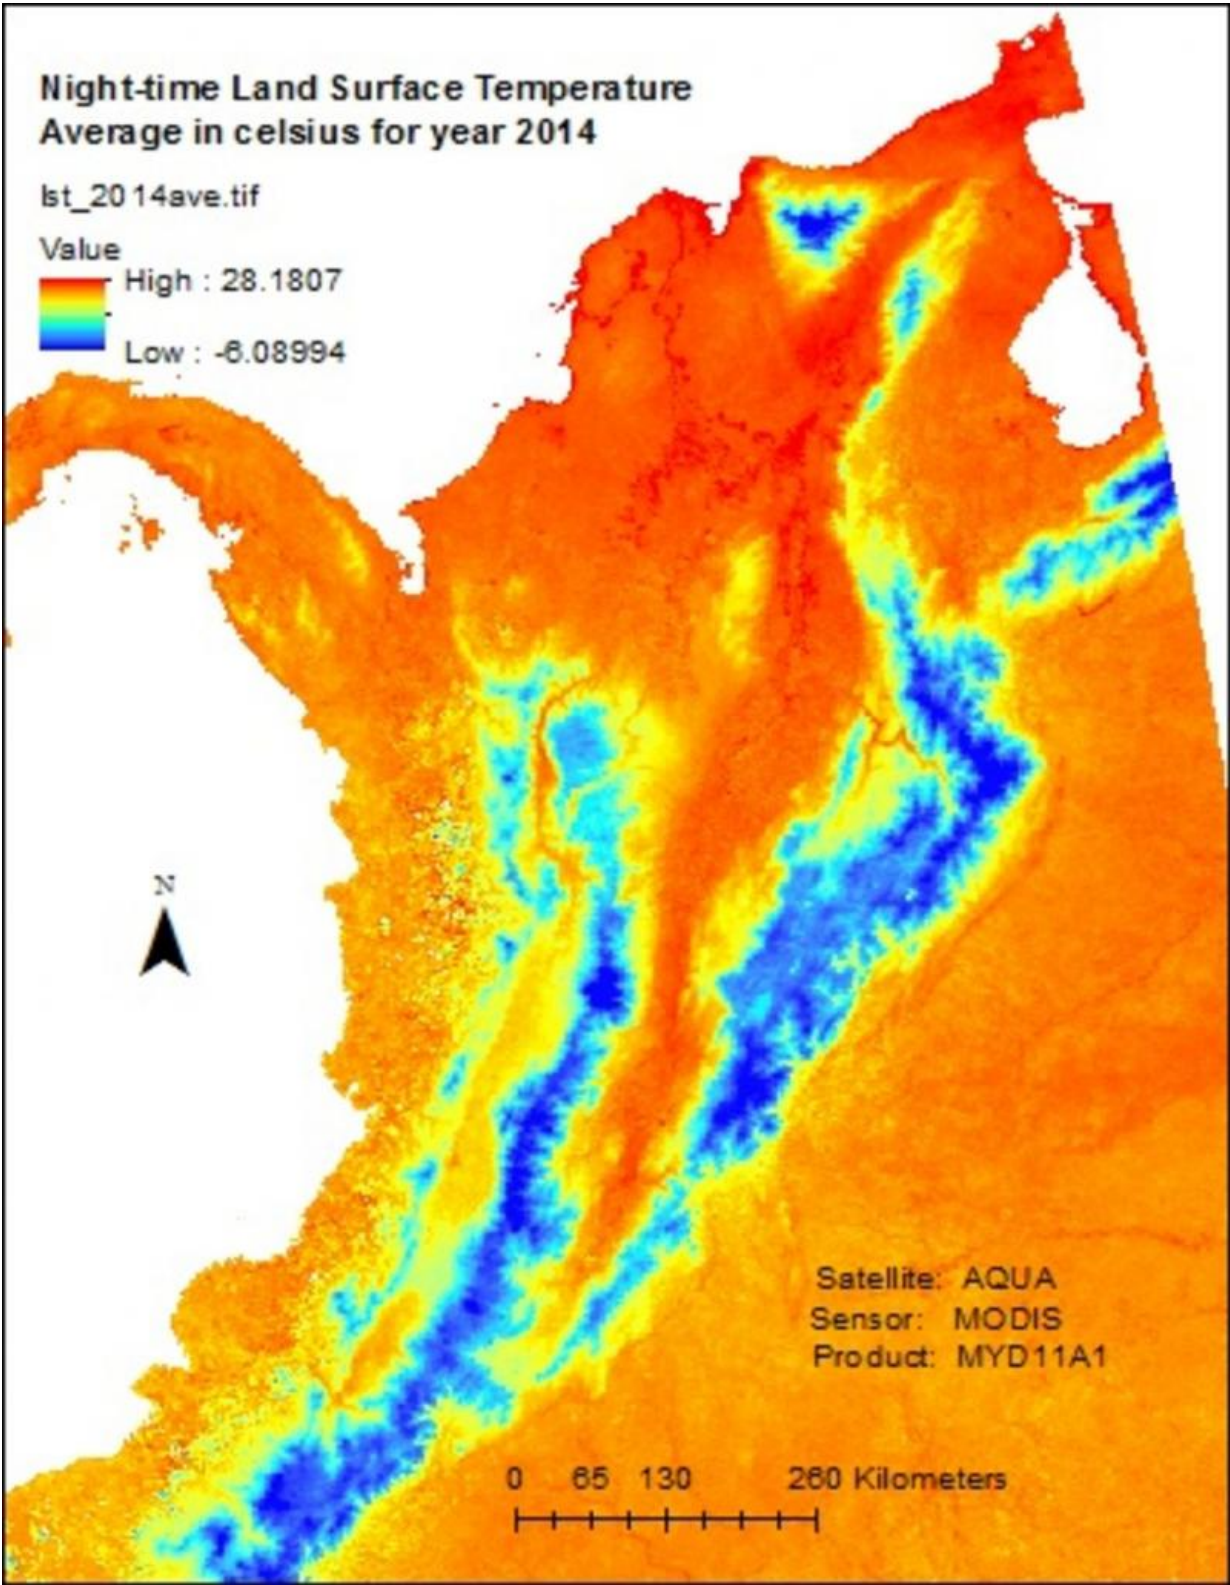 Night-time Land Surface Temperature
Average in celsius for year 2014
lst_2014ave.tif
Value
High : 28.1807
Low : -6.08994
N
Satellite: AQUA
Sensor: MODIS
Product: MYD11A1
0 65 130 260 Kilometers